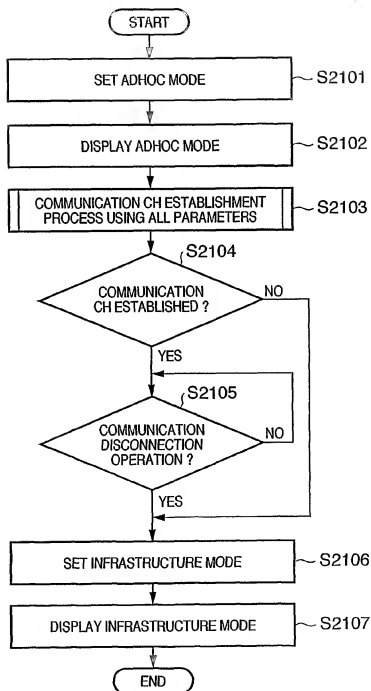 START
SET ADHOC MODE
S2101
DISPLAY ADHOC MODE
S2102
COMMUNICATION CH ESTABLISHMENT
PROCESS USING ALL PARAMETERS
S2103
S2104
COMMUNICATION
CH ESTABLISHED ?
NO
YES
S2105
COMMUNICATION
DISCONNECTION
OPERATION ?
NO
YES
SET INFRASTRUCTURE MODE
S2106
DISPLAY INFRASTRUCTURE MODE
S2107
END